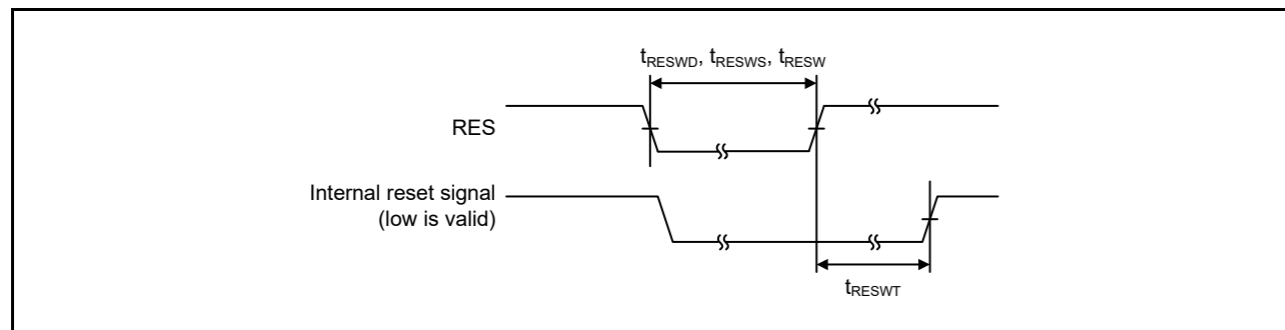 tRESWD, tRESWS, tRESW
RES
Internal reset signal
(low is valid)
tRESWT